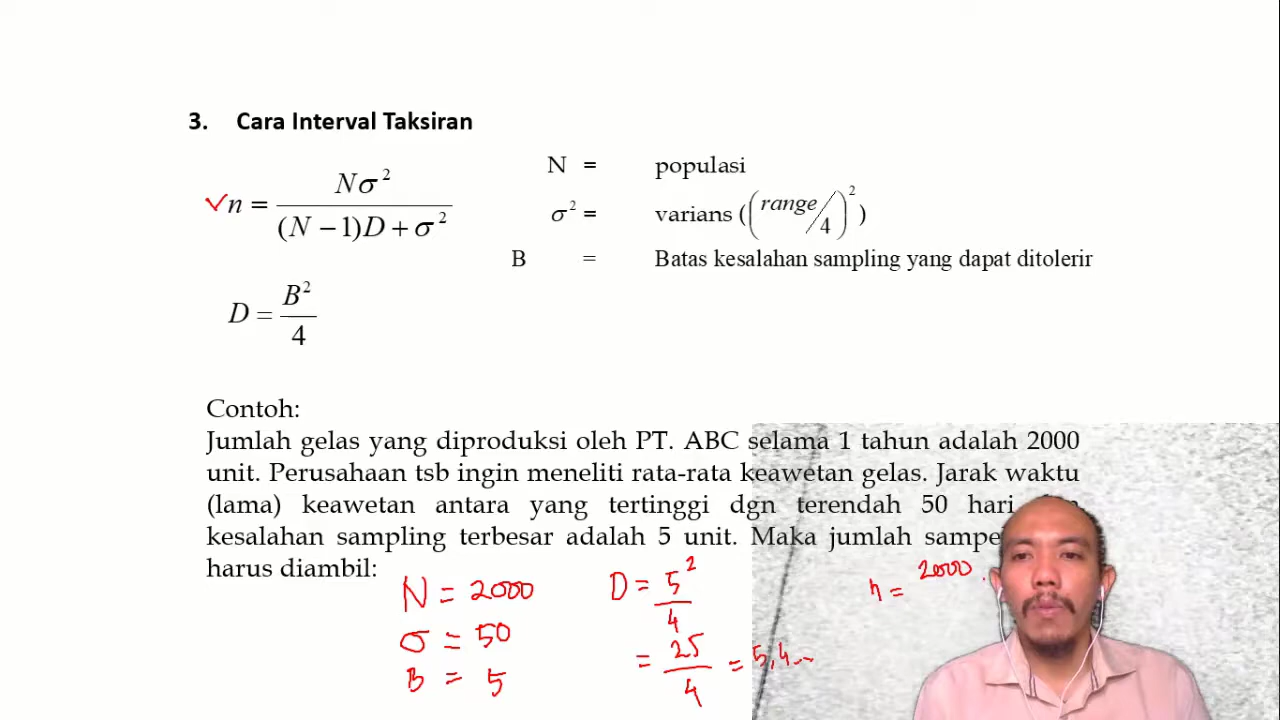 3. Cara Interval Taksiran
n = Nσ² / (N − 1)D + σ²
N = populasi
σ² = varians ((range/4)²)
B = Batas kesalahan sampling yang dapat ditolerir
D = B² / 4
Contoh:
Jumlah gelas yang diproduksi oleh PT. ABC selama 1 tahun adalah 2000
unit. Perusahaan tsb ingin meneliti rata-rata keawetan gelas. Jarak waktu
(lama) keawetan antara yang tertinggi dgn terendah 50 hari
kesalahan sampling terbesar adalah 5 unit. Maka jumlah
harus diambil:
N = 2000
σ = 50
B = 5
D = 5² / 4
= 25 / 4 = 5,4
n = 2000 .